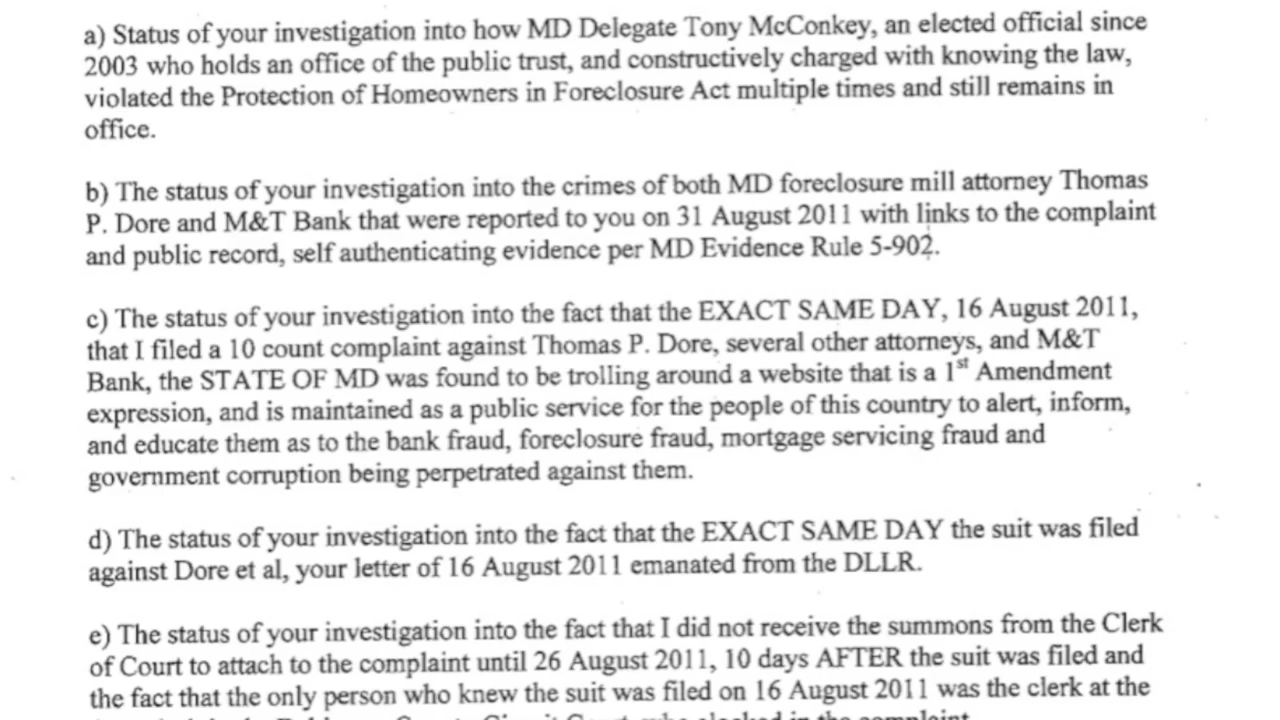 a) Status of your investigation into how MD Delegate Tony McConkey, an elected official since
2003 who holds an office of the public trust, and constructively charged with knowing the law,
violated the Protection of Homeowners in Foreclosure Act multiple times and still remains in
office.
b) The status of your investigation into the crimes of both MD foreclosure mill attorney Thomas
P. Dore and M&T Bank that were reported to you on 31 August 2011 with links to the complaint
and public record, self authenticating evidence per MD Evidence Rule 5-902.
c) The status of your investigation into the fact that the EXACT SAME DAY, 16 August 2011,
that I filed a 10 count complaint against Thomas P. Dore, several other attorneys, and M&T
Bank, the STATE OF MD was found to be trolling around a website that is a 1st Amendment
expression, and is maintained as a public service for the people of this country to alert, inform,
and educate them as to the bank fraud, foreclosure fraud, mortgage servicing fraud and
government corruption being perpetrated against them.
d) The status of your investigation into the fact that the EXACT SAME DAY the suit was filed
against Dore et al, your letter of 16 August 2011 emanated from the DLLR.
e) The status of your investigation into the fact that I did not receive the summons from the Clerk
of Court to attach to the complaint until 26 August 2011, 10 days AFTER the suit was filed and
the fact that the only person who knew the suit was filed on 16 August 2011 was the clerk at the
County Circuit Court, who clocked in the complaint